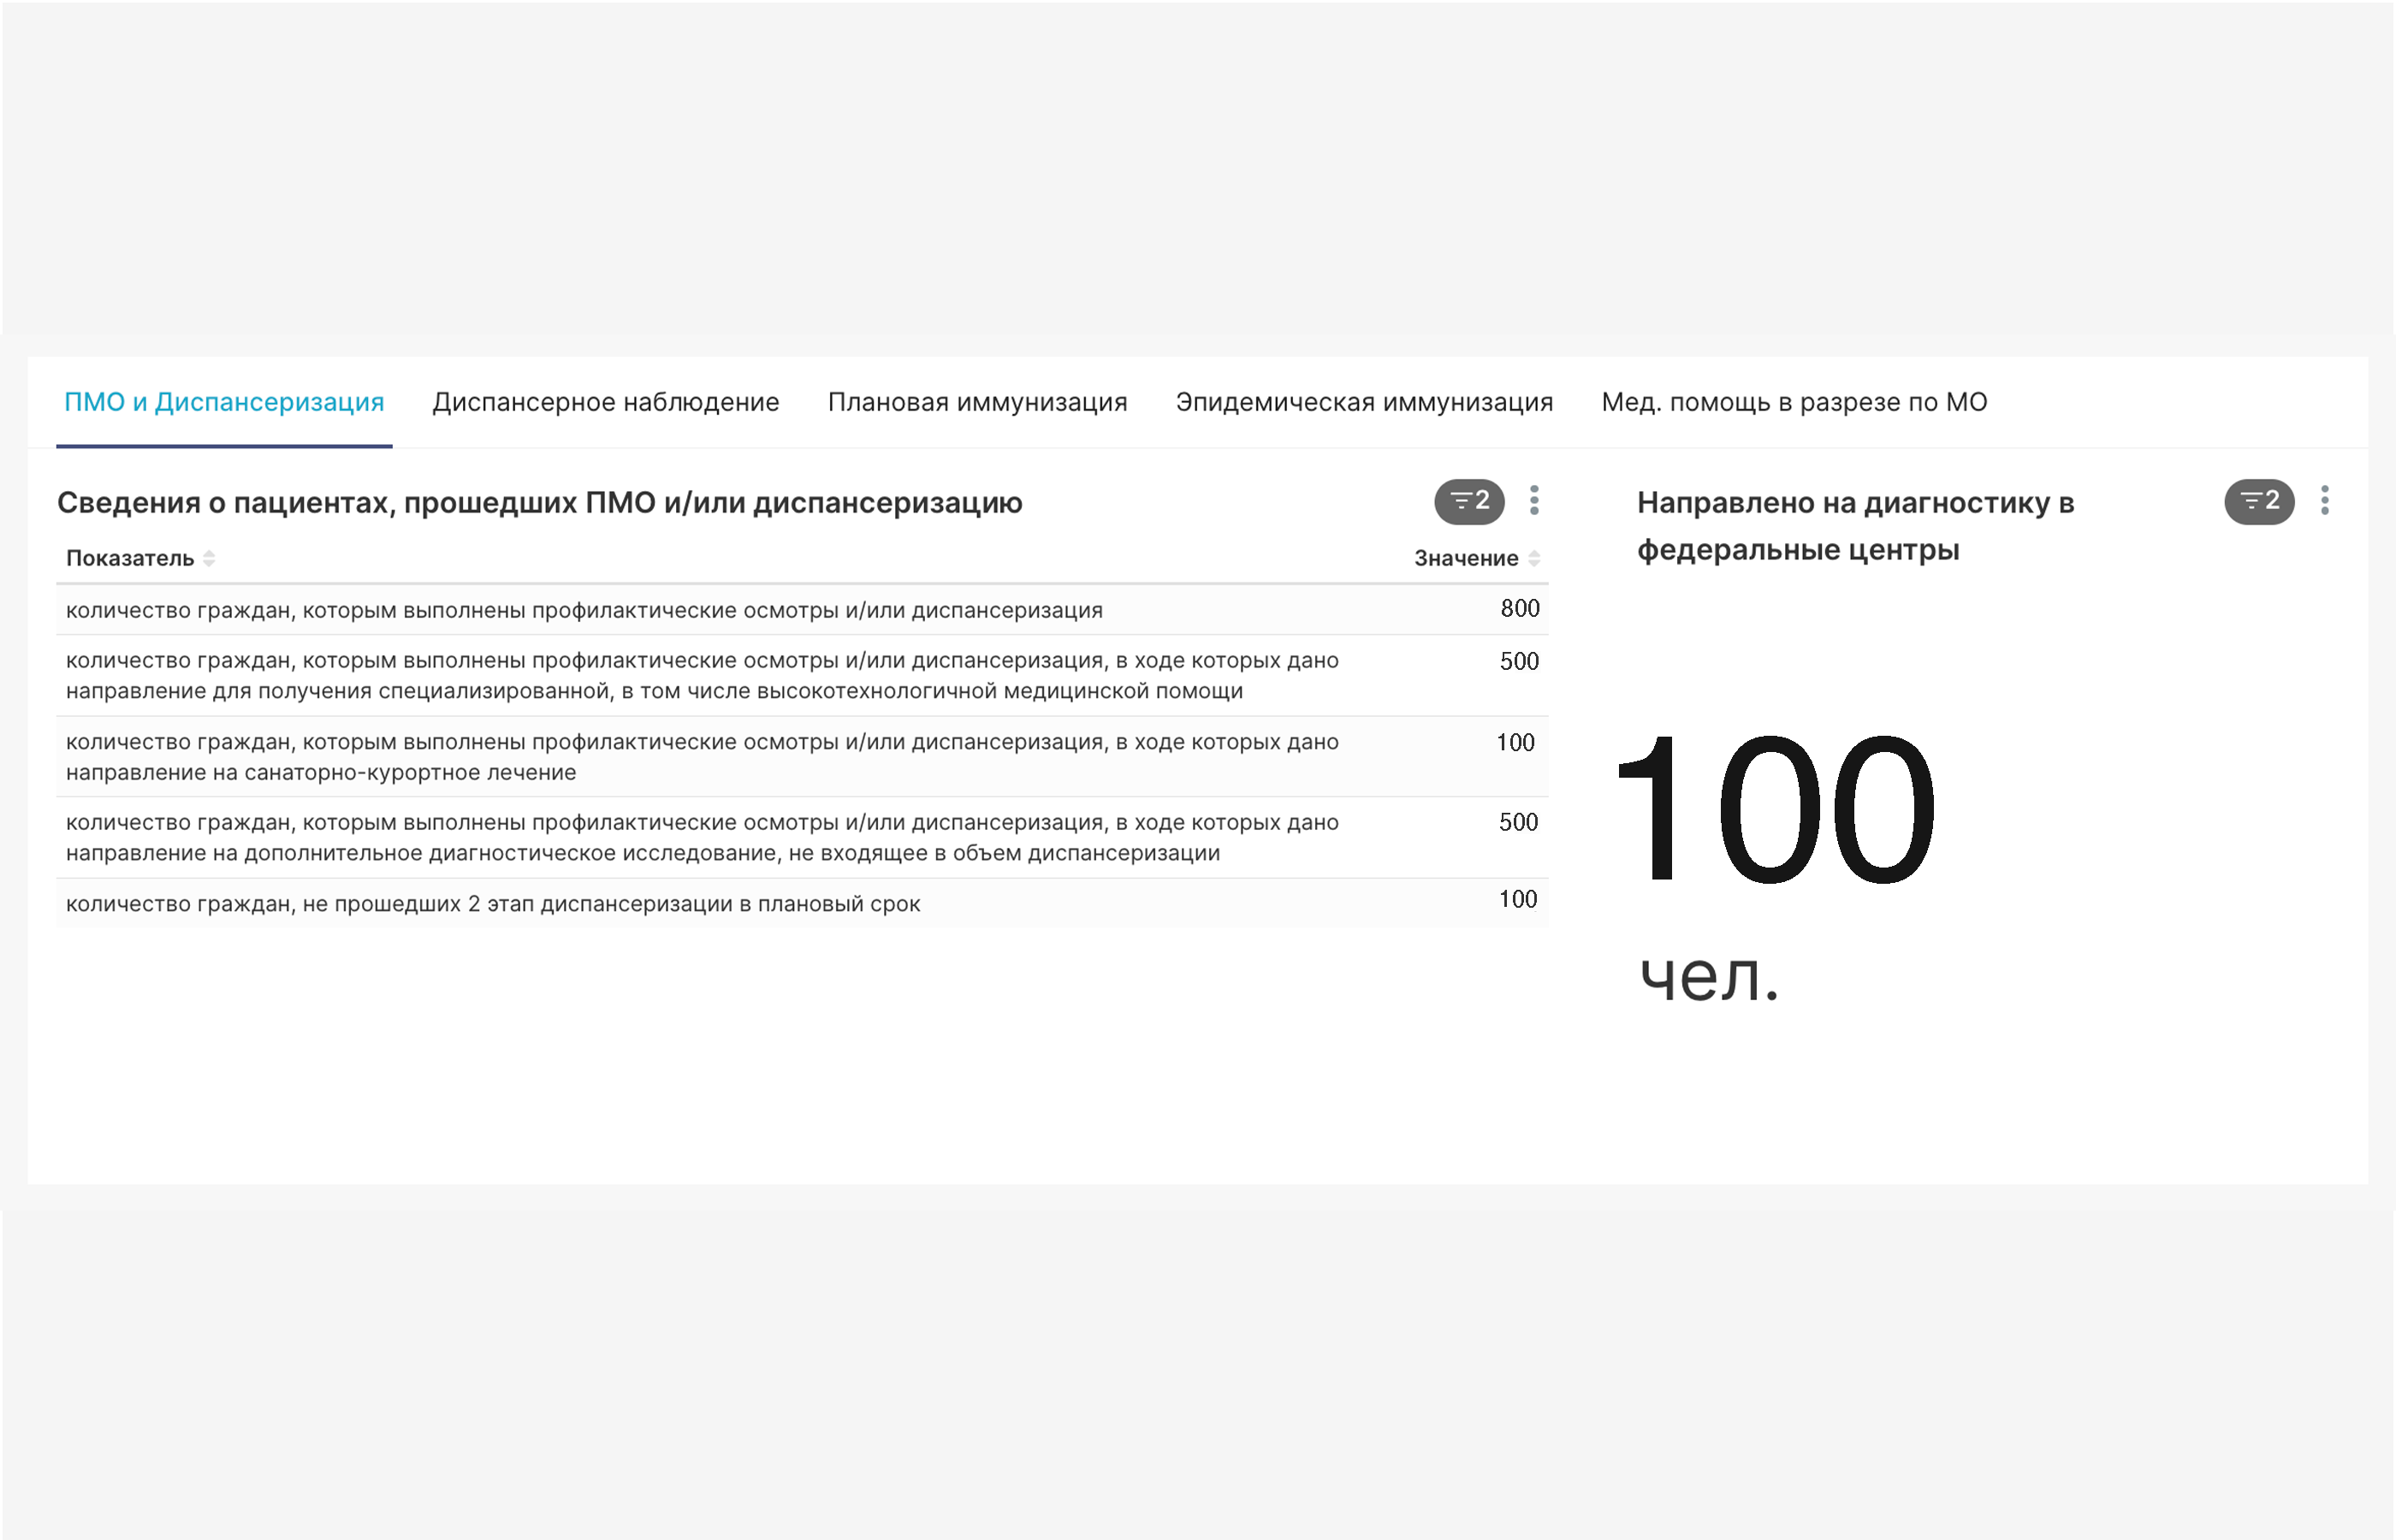 ПМО и Диспансеризация Диспансерное наблюдение Плановая иммунизация Эпидемическая иммунизация Мед. помощь в разрезе по МО
Сведения о пациентах, прошедших ПМО и/или диспансеризацию 2
Показатель Значение
количество граждан, которым выполнены профилактические осмотры и/или диспансеризация 800
количество граждан, которым выполнены профилактические осмотры и/или диспансеризация, в ходе которых дано 500
направление для получения специализированной, в том числе высокотехнологичной медицинской помощи
количество граждан, которым выполнены профилактические осмотры и/или диспансеризация, в ходе которых дано 100
направление на санаторно-курортное лечение
количество граждан, которым выполнены профилактические осмотры и/или диспансеризация, в ходе которых дано 500
направление на дополнительное диагностическое исследование, не входящее в объем диспансеризации
количество граждан, не прошедших 2 этап диспансеризации в плановый срок 100
Направлено на диагностику в 2
федеральные центры
100
чел.